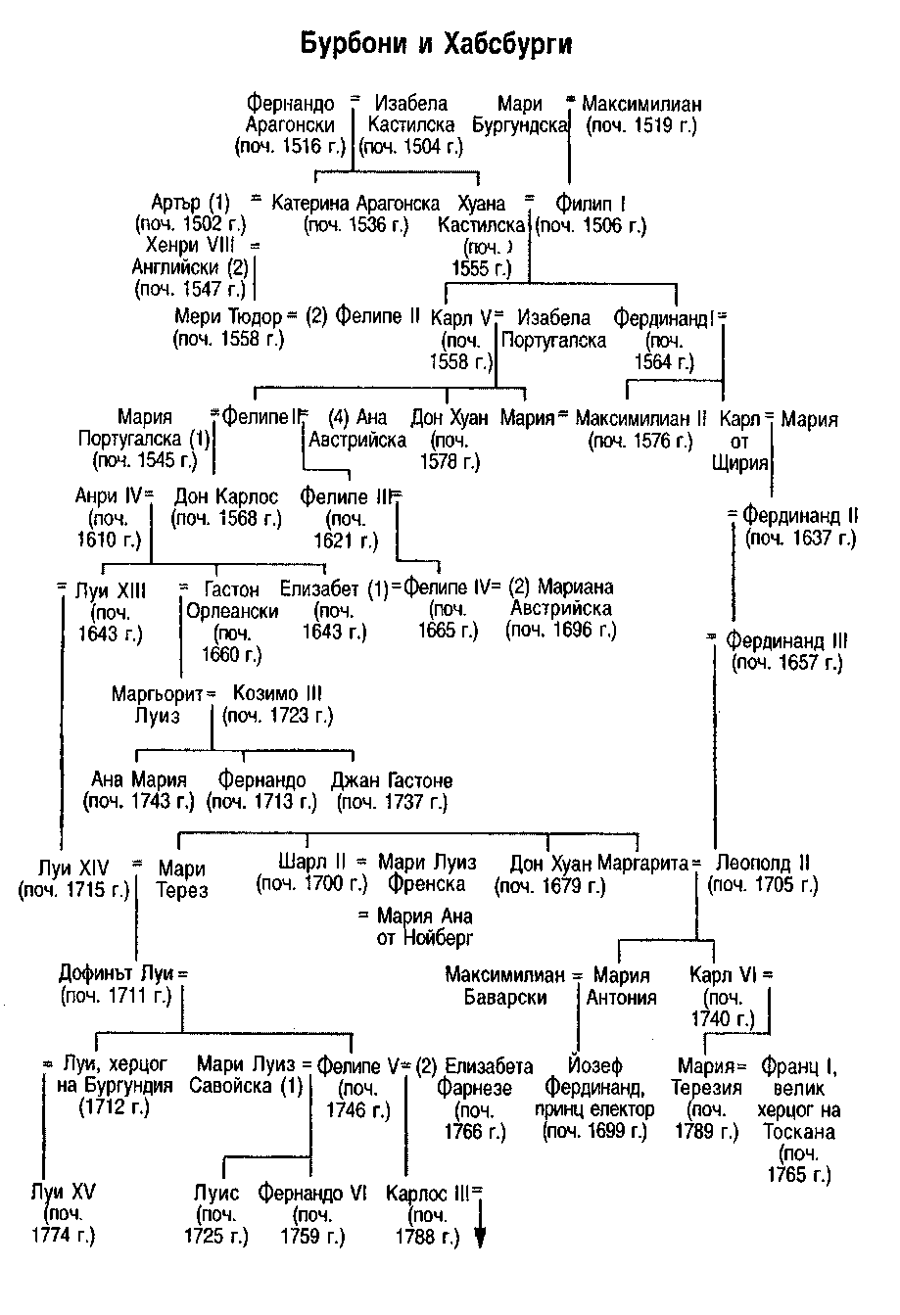 Бурбони и Хабсбурги
Фернандо = Изабела Мари = Максимилиан
Арагонски Кастилска Бургундска (поч. 1519 г.)
(поч. 1516 г.) (поч. 1504 г.)
Артър (1) = Катерина Арагонска Хуана = Филип I
(поч. 1502 г.) (поч. 1536 г.) Кастилска (поч. 1506 г.)
Хенри VIII = (поч.
Английски (2) 1555 г.)
(поч. 1547 г.)
Мери Тюдор = (2) Фелипе II Карл V = Изабела Фердинанд I =
(поч. 1558 г.) (поч. Португалска (поч.
1558 г.) 1564 г.)
Мария = Фелипе II = (4) Ана Дон Хуан Мария = Максимилиан II Карл = Мария
Португалска (1) Австрийска (поч. (поч. 1576 г.) от
(поч. 1545 г.) 1578 г.) Щирия
Анри IV = Дон Карлос Фелипе III = = Фердинанд II
(поч. (поч. 1568 г.) (поч. (поч. 1637 г.)
1610 г.) 1621 г.)
= Луи XIII = Гастон Елизабет (1) = Фелипе IV = (2) Мариана
(поч. Орлеански (поч. (поч. Австрийска
1643 г.) (поч. 1643 г.) 1665 г.) (поч. 1696 г.)
1660 г.)
= Фердинанд III
(поч. 1657 г.)
Маргьорит = Козимо III
Луиз (поч. 1723 г.)
Ана Мария Фернандо Джан Гастоне
(поч. 1743 г.) (поч. 1713 г.) (поч. 1737 г.)
Луи XIV = Мари Шарл II = Мари Луиз Дон Хуан Маргарита = Леополд II
(поч. 1715 г.) Терез (поч. 1700 г.) Френска (поч. 1679 г.) (поч. 1705 г.)
= Мария Ана
от Нойберг
Дофинът Луи = Максимилиан = Мария Карл VI =
(поч. 1711 г.) Баварски Антония (поч.
1740 г.)
= Луи, херцог Мари Луиз = Фелипе V = (2) Елизабета Йозеф Мария = Франц I,
на Бургундия Савойска (1) (поч. Фарнезе Фердинанд, Терезия велик
(1712 г.) 1746 г.) (поч. принц електор (поч. херцог на
1766 г.) (поч. 1699 г.) 1789 г.) Тоскана
(поч.
1765 г.)
Луи XV Луис Фернандо VI Карлос III =
(поч. (поч. (поч. (поч.
1774 г.) 1725 г.) 1759 г.) 1788 г.)